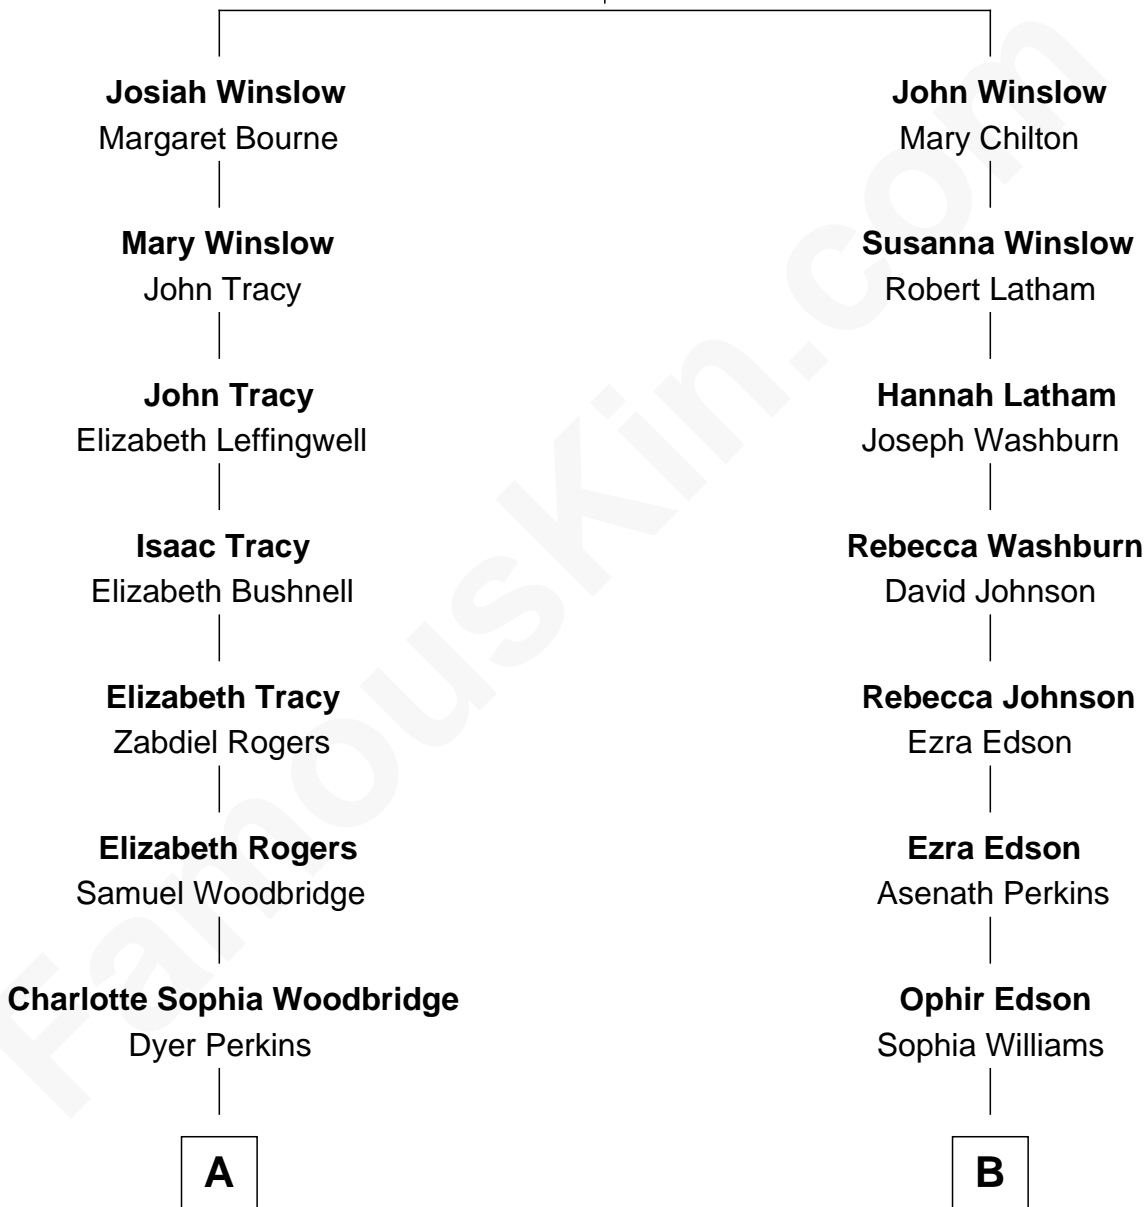 Josiah Winslow
Margaret Bourne
Mary Winslow
John Tracy
John Tracy
Elizabeth Leffingwell
Isaac Tracy
Elizabeth Bushnell
Elizabeth Tracy
Zabdiel Rogers
Elizabeth Rogers
Samuel Woodbridge
Charlotte Sophia Woodbridge
Dyer Perkins
A
John Winslow
Mary Chilton
Susanna Winslow
Robert Latham
Hannah Latham
Joseph Washburn
Rebecca Washburn
David Johnson
Rebecca Johnson
Ezra Edson
Ezra Edson
Asenath Perkins
Ophir Edson
Sophia Williams
B
FamousKin.com